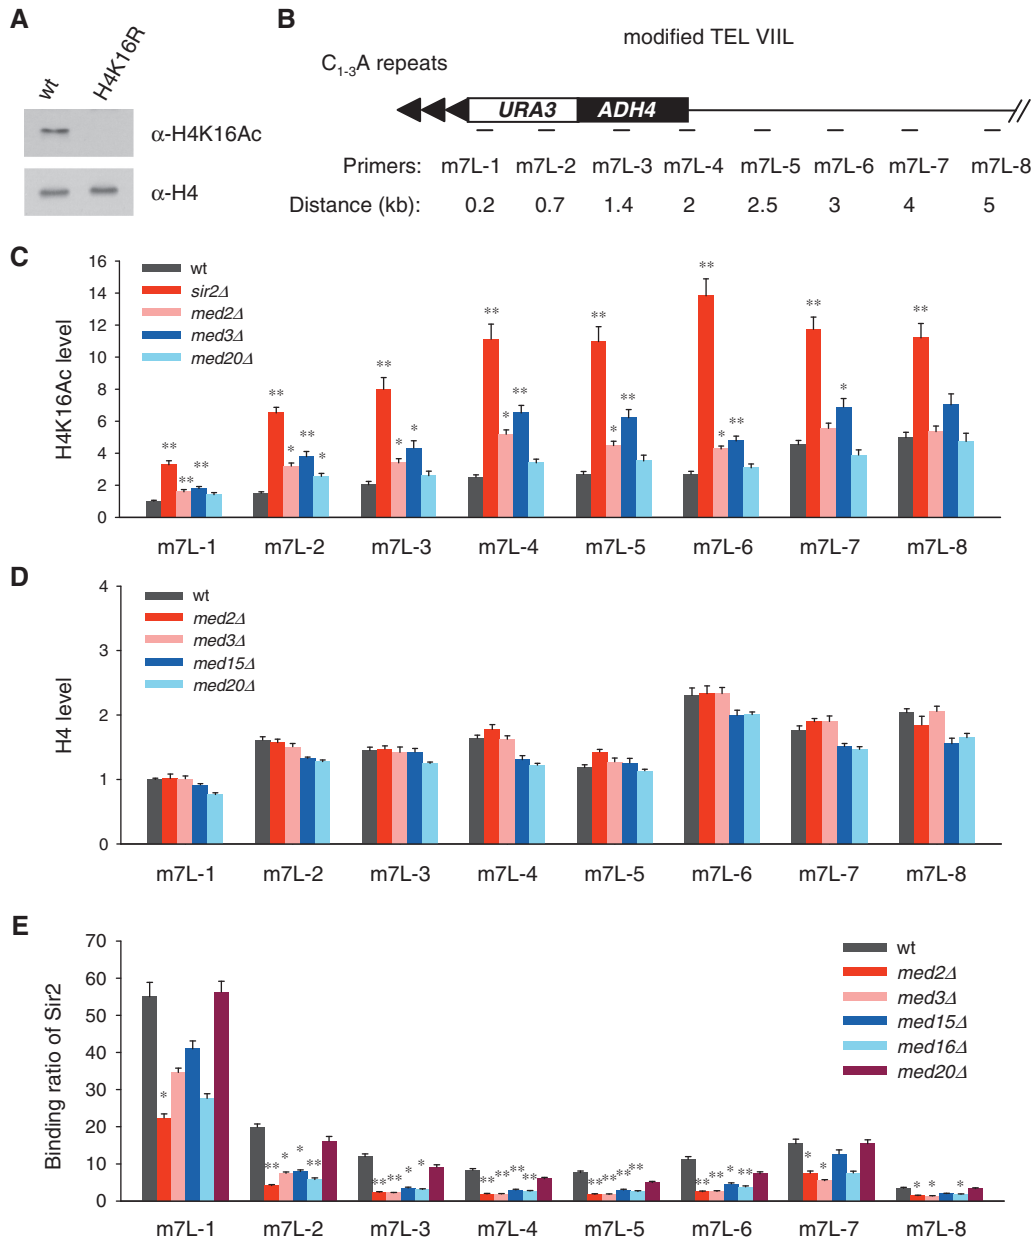 A
wt
H4K16R
α-H4K16Ac
α-H4
B
modified TEL VIIL
C1-3A repeats
URA3
ADH4
Primers: m7L-1 m7L-2 m7L-3 m7L-4 m7L-5 m7L-6 m7L-7 m7L-8
Distance (kb): 0.2 0.7 1.4 2 2.5 3 4 5
C
H4K16Ac level
16
14
12
10
8
6
4
2
0
wt
sir2Δ
med2Δ
med3Δ
med20Δ
** ** ** **
** * ** *
** * *
** * **
** * **
** * **
** *
**
m7L-1 m7L-2 m7L-3 m7L-4 m7L-5 m7L-6 m7L-7 m7L-8
D
H4 level
4
3
2
1
0
wt
med2Δ
med3Δ
med15Δ
med20Δ
m7L-1 m7L-2 m7L-3 m7L-4 m7L-5 m7L-6 m7L-7 m7L-8
E
Binding ratio of Sir2
70
60
50
40
30
20
10
0
wt
med2Δ
med3Δ
med15Δ
med16Δ
med20Δ
*
** * * **
** ** * *
** ** ** **
** ** ** **
** ** * **
* *
* * *
m7L-1 m7L-2 m7L-3 m7L-4 m7L-5 m7L-6 m7L-7 m7L-8